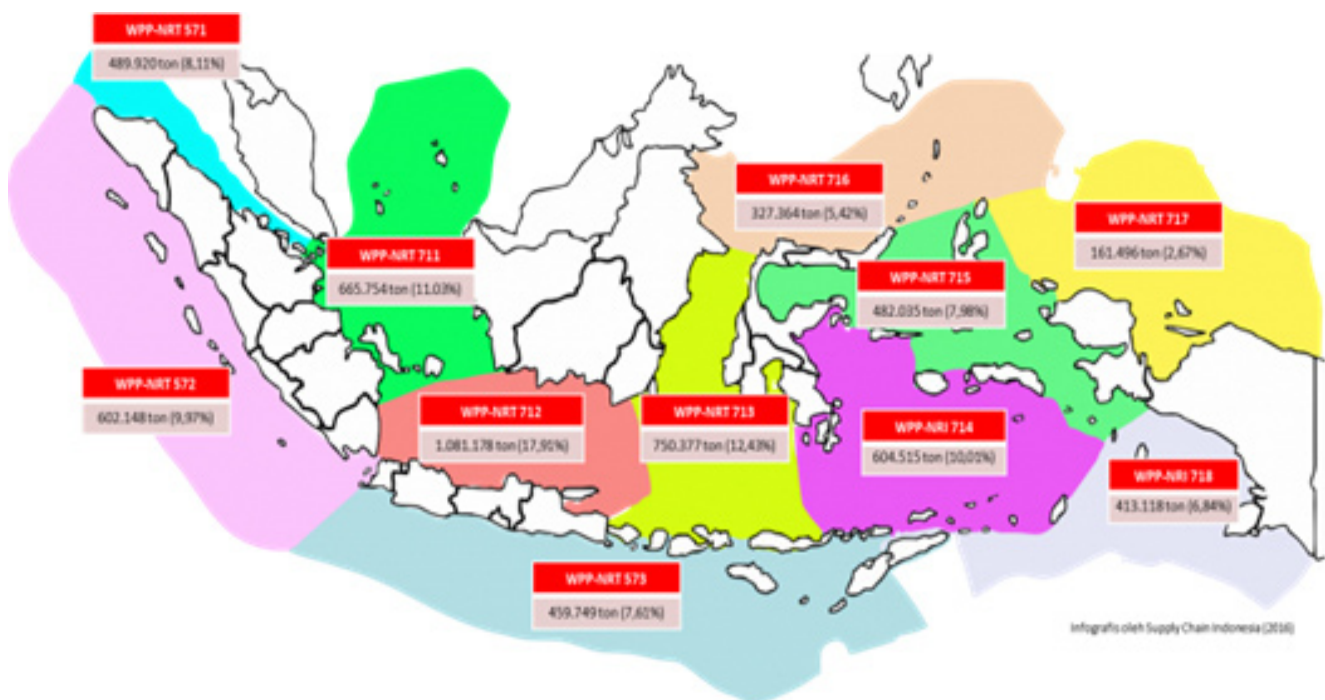 WPP-NRT 571
489.920 ton (8,11%)
WPP-NRT 716
327.364 ton (5,42%)
WPP-NRT 717
161.496 ton (2,67%)
WPP-NRT 711
665.754 ton (11.03%)
WPP-NRT 715
482.035 ton (7,98%)
WPP-NRT 572
602.148 ton (9,97%)
WPP-NRT 712
1.081.178 ton (17,91%)
WPP-NRT 713
750.377 ton (12,43%)
WPP-NRI 714
604.515 ton (10,01%)
WPP-NRI 718
413.118 ton (6,84%)
WPP-NRT 573
459.749 ton (7,61%)
Infografis oleh Supply Chain Indonesia (2016)